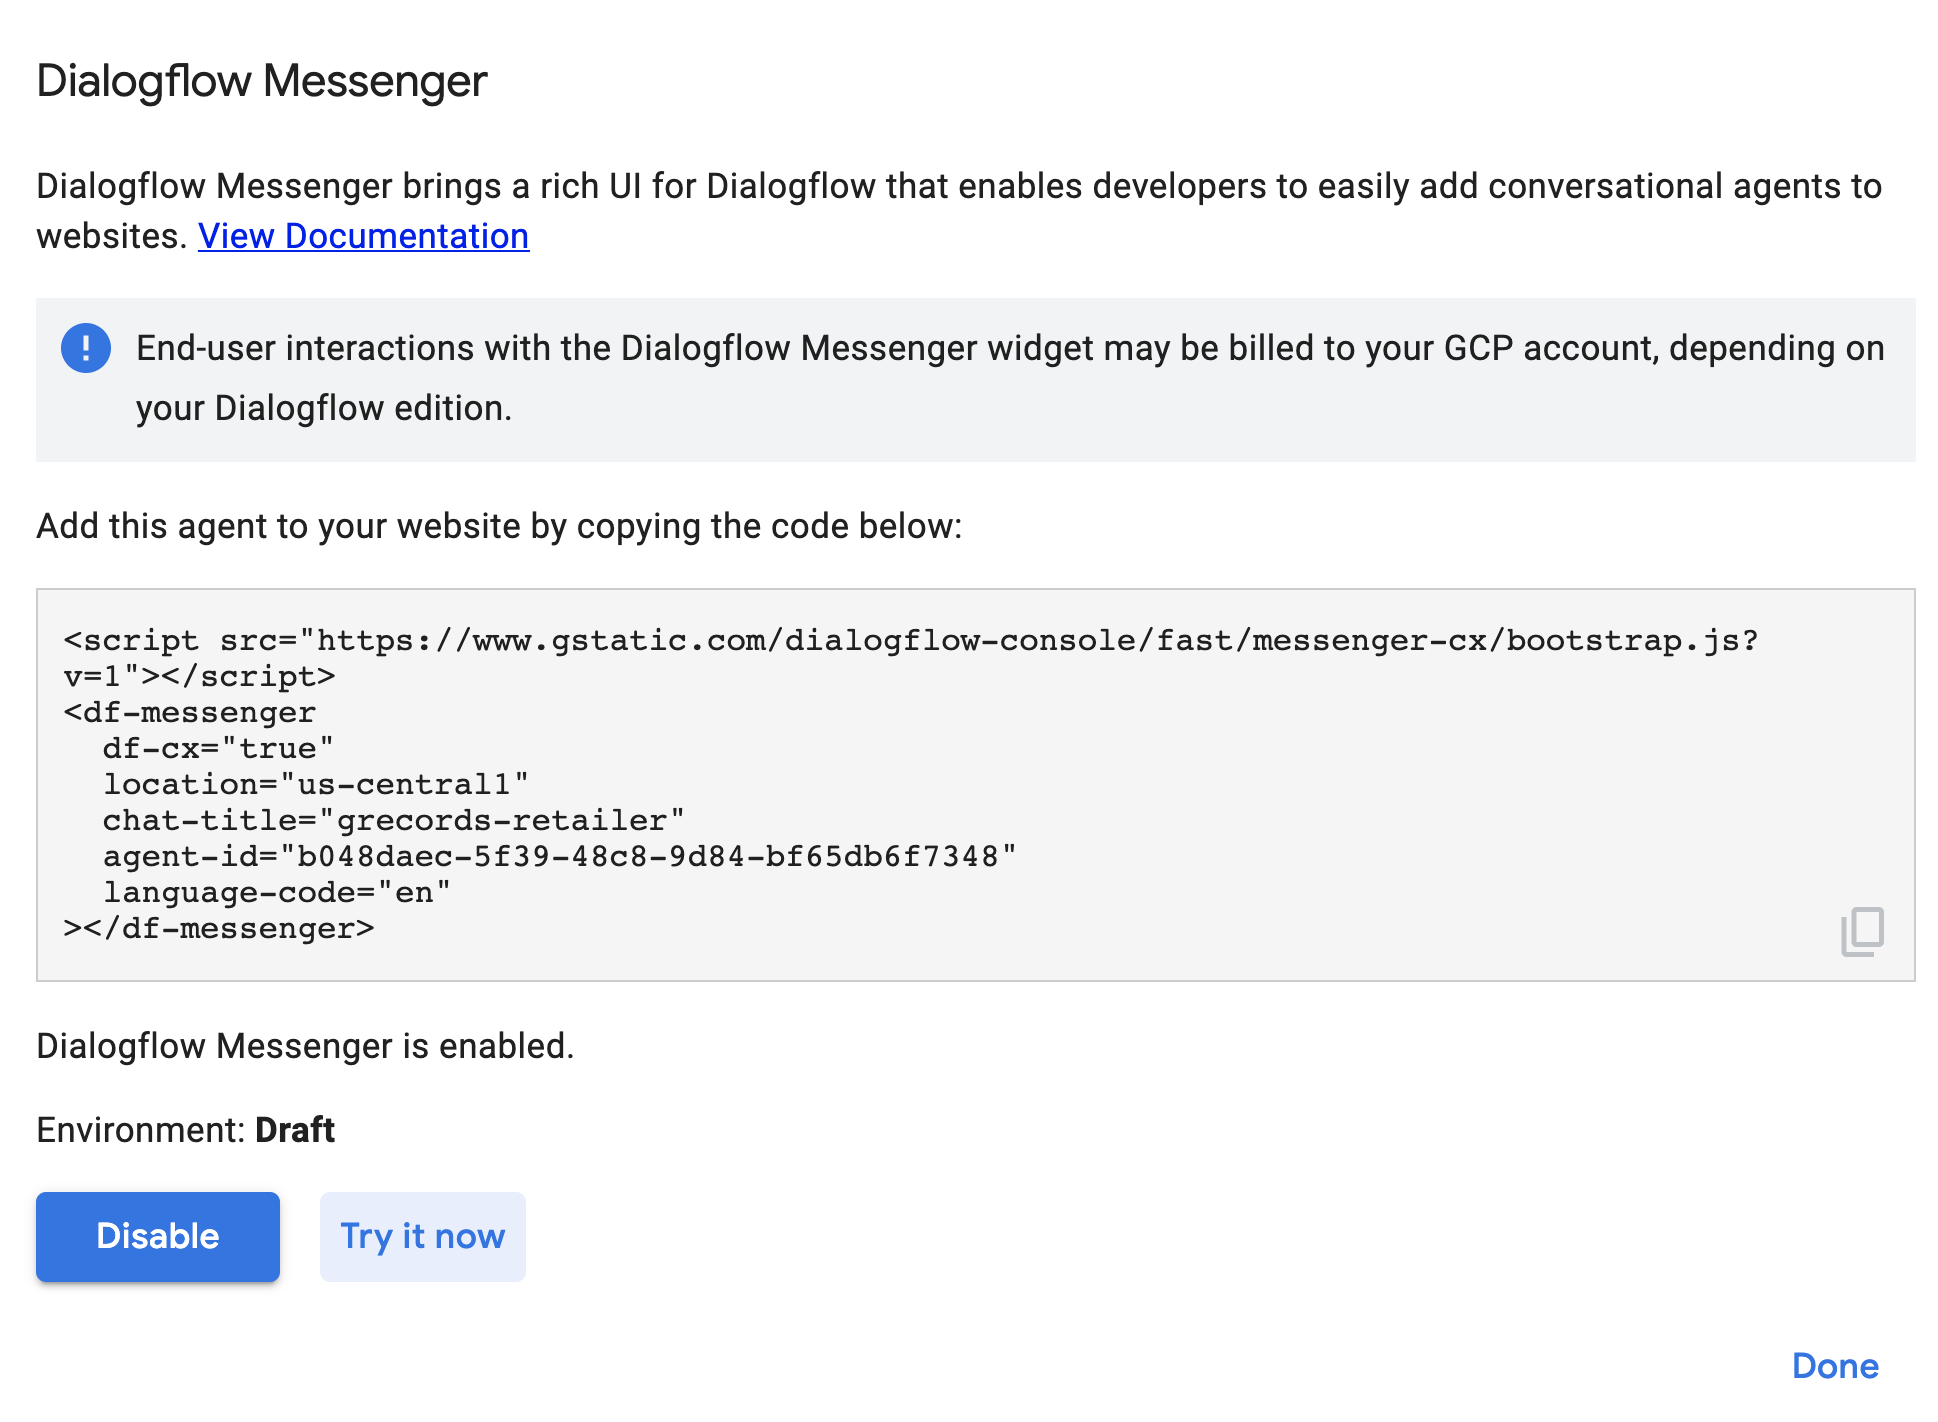 Dialogflow Messenger
Dialogflow Messenger brings a rich UI for Dialogflow that enables developers to easily add conversational agents to
websites. View Documentation
End-user interactions with the Dialogflow Messenger widget may be billed to your GCP account, depending on
your Dialogflow edition.
Add this agent to your website by copying the code below:
<script src="https://www.gstatic.com/dialogflow-console/fast/messenger-cx/bootstrap.js?
v=1"></script>
<df-messenger
  df-cx="true"
  location="us-central1"
  chat-title="grecords-retailer"
  agent-id="b048daec-5f39-48c8-9d84-bf65db6f7348"
  language-code="en"
></df-messenger>
Dialogflow Messenger is enabled.
Environment: Draft
Disable Try it now
Done